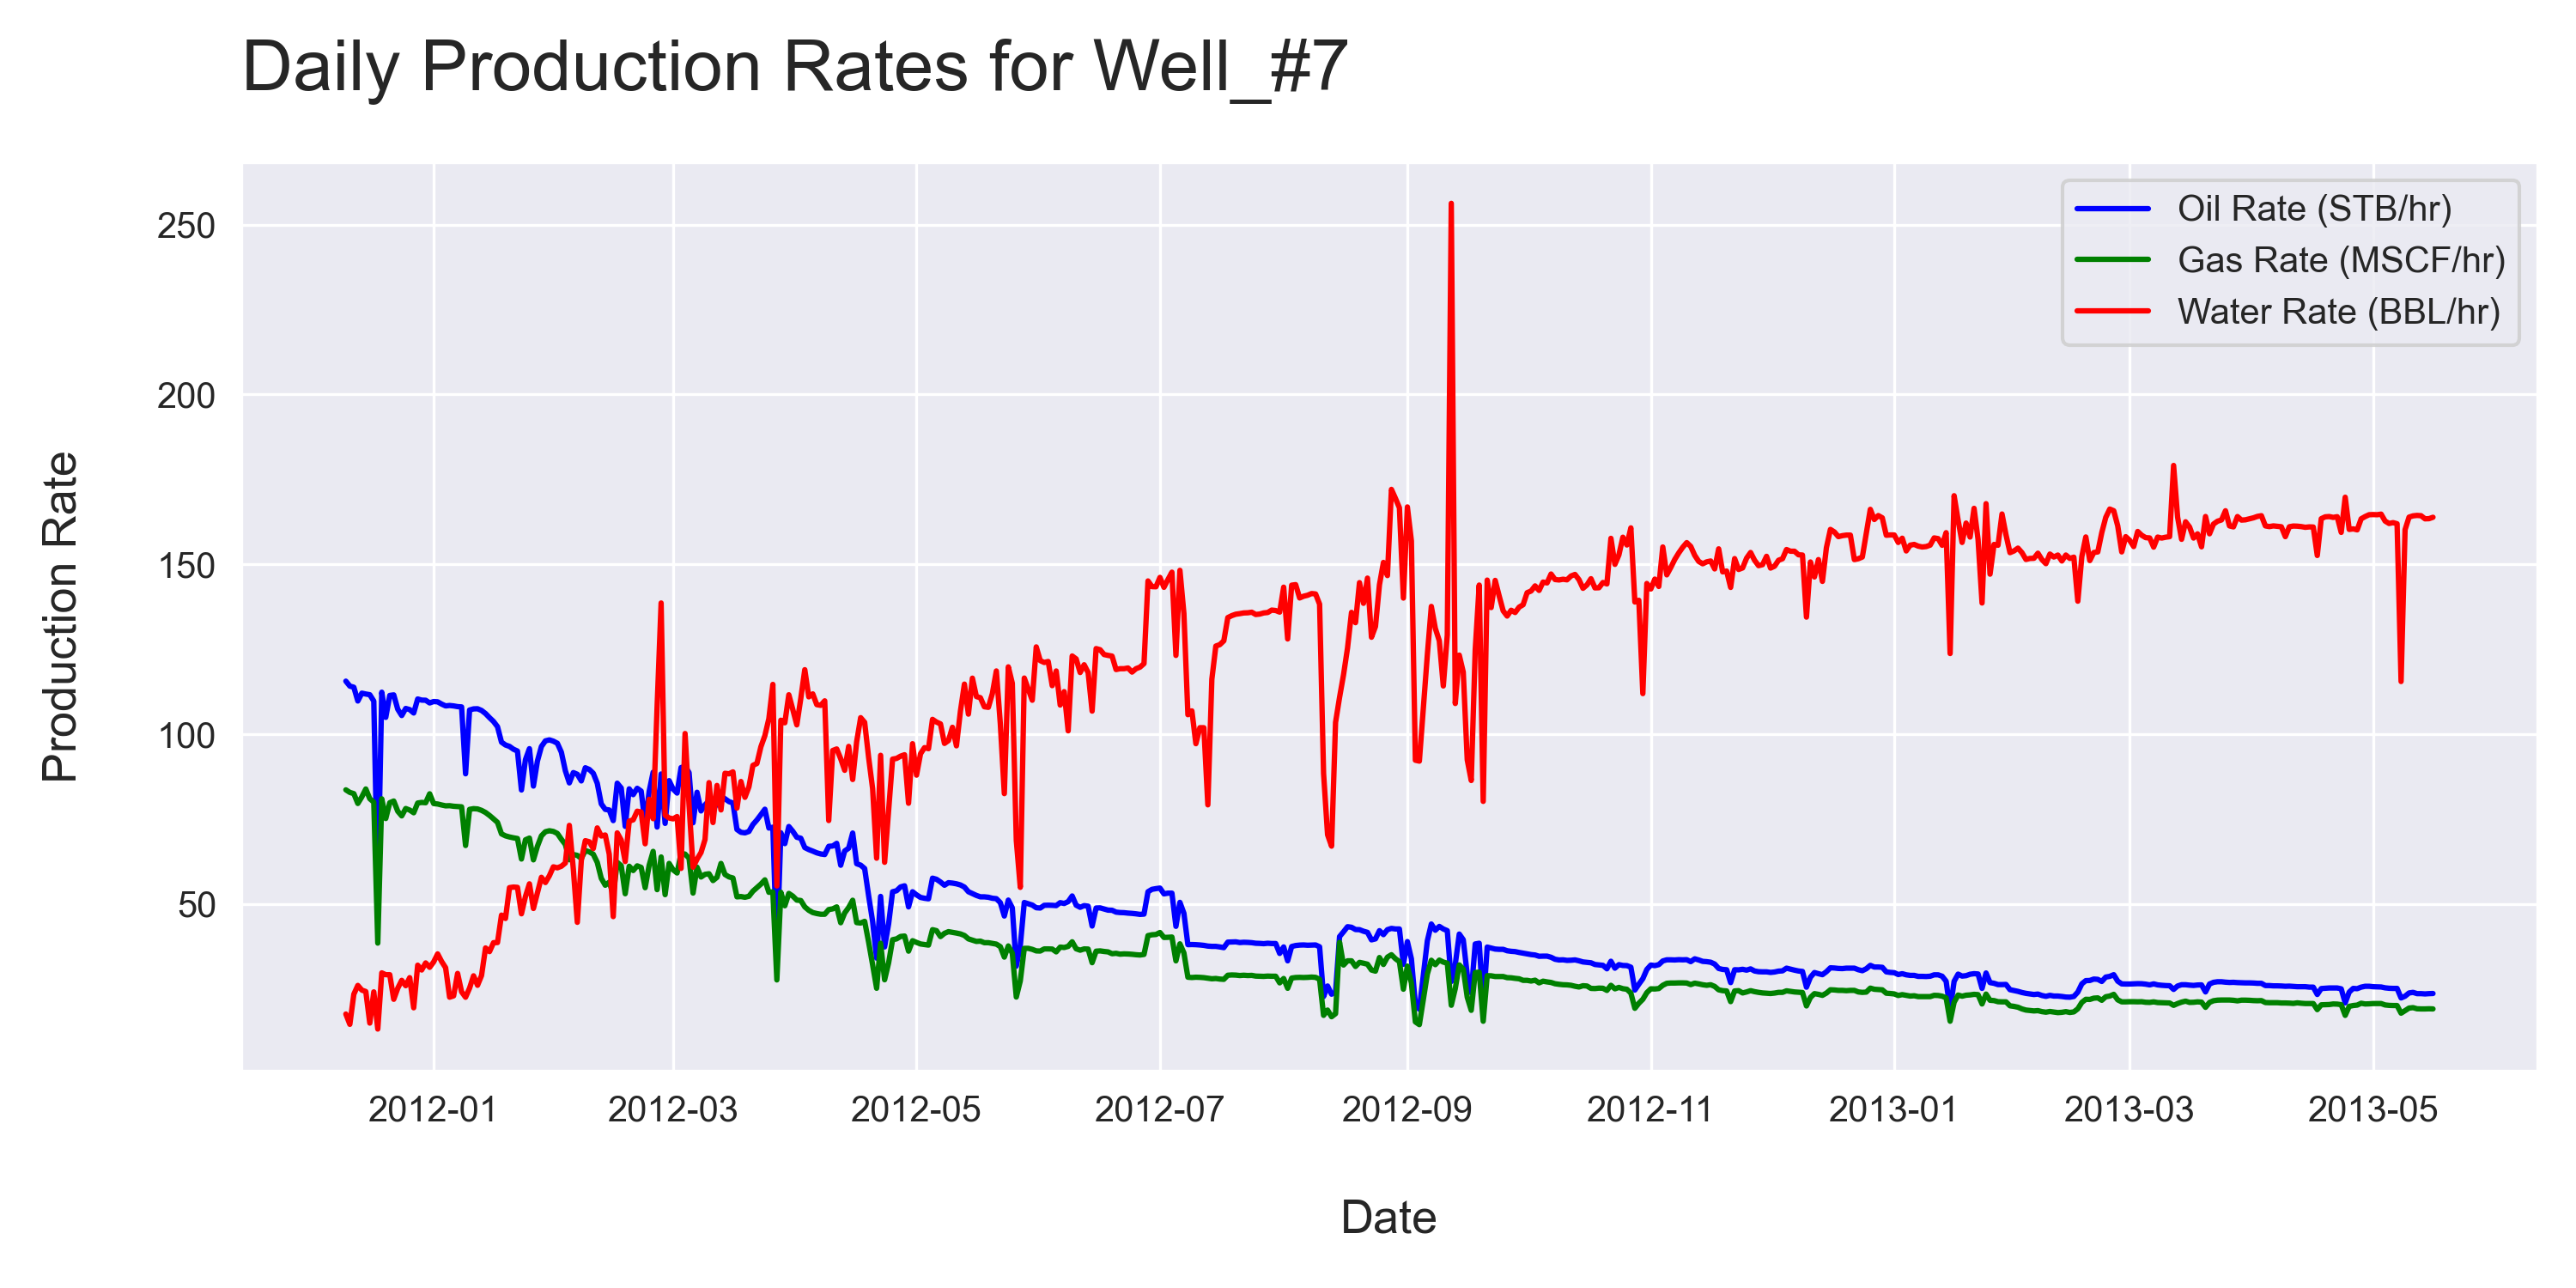 Daily Production Rates for Well_#7
250
200
150
100
50
Production Rate
Oil Rate (STB/hr)
Gas Rate (MSCF/hr)
Water Rate (BBL/hr)
2012-01 2012-03 2012-05 2012-07 2012-09 2012-11 2013-01 2013-03 2013-05
Date